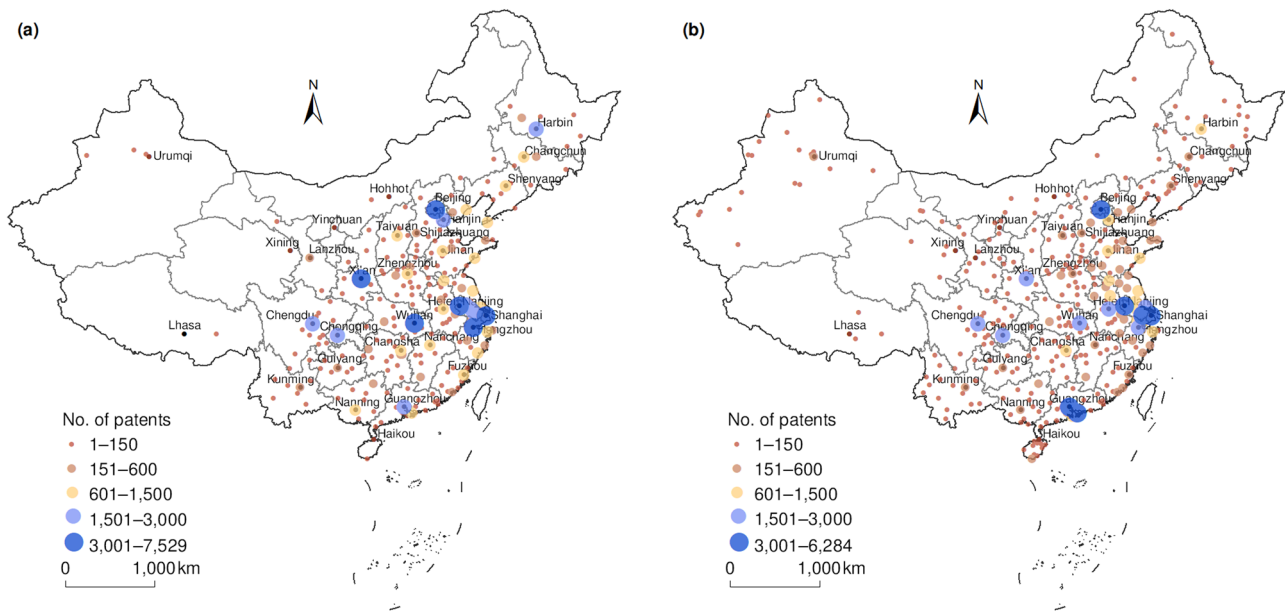 (a)
N
Harbin
Urumqi
Changchun
Shenyang
Hohhot
Beijing
Yinchuan
Tianjin
Taiyuan
Shijiazhuang
Xining
Lanzhou
Jinan
Zhengzhou
Xi'an
Hefei
Nanjing
Chengdu
Wuhan
Shanghai
Lhasa
Chongqing
Hangzhou
Nanchang
Changsha
Guiyang
Fuzhou
Kunming
Nanning
Guangzhou
Haikou
No. of patents
1–150
151–600
601–1,500
1,501–3,000
3,001–7,529
0 1,000 km
(b)
N
Harbin
Urumqi
Changchun
Shenyang
Hohhot
Beijing
Yinchuan
Tianjin
Taiyuan
Shijiazhuang
Xining
Lanzhou
Jinan
Zhengzhou
Xi'an
Hefei
Nanjing
Chengdu
Wuhan
Shanghai
Lhasa
Chongqing
Hangzhou
Nanchang
Changsha
Guiyang
Fuzhou
Kunming
Nanning
Guangzhou
Haikou
No. of patents
1–150
151–600
601–1,500
1,501–3,000
3,001–6,284
0 1,000 km